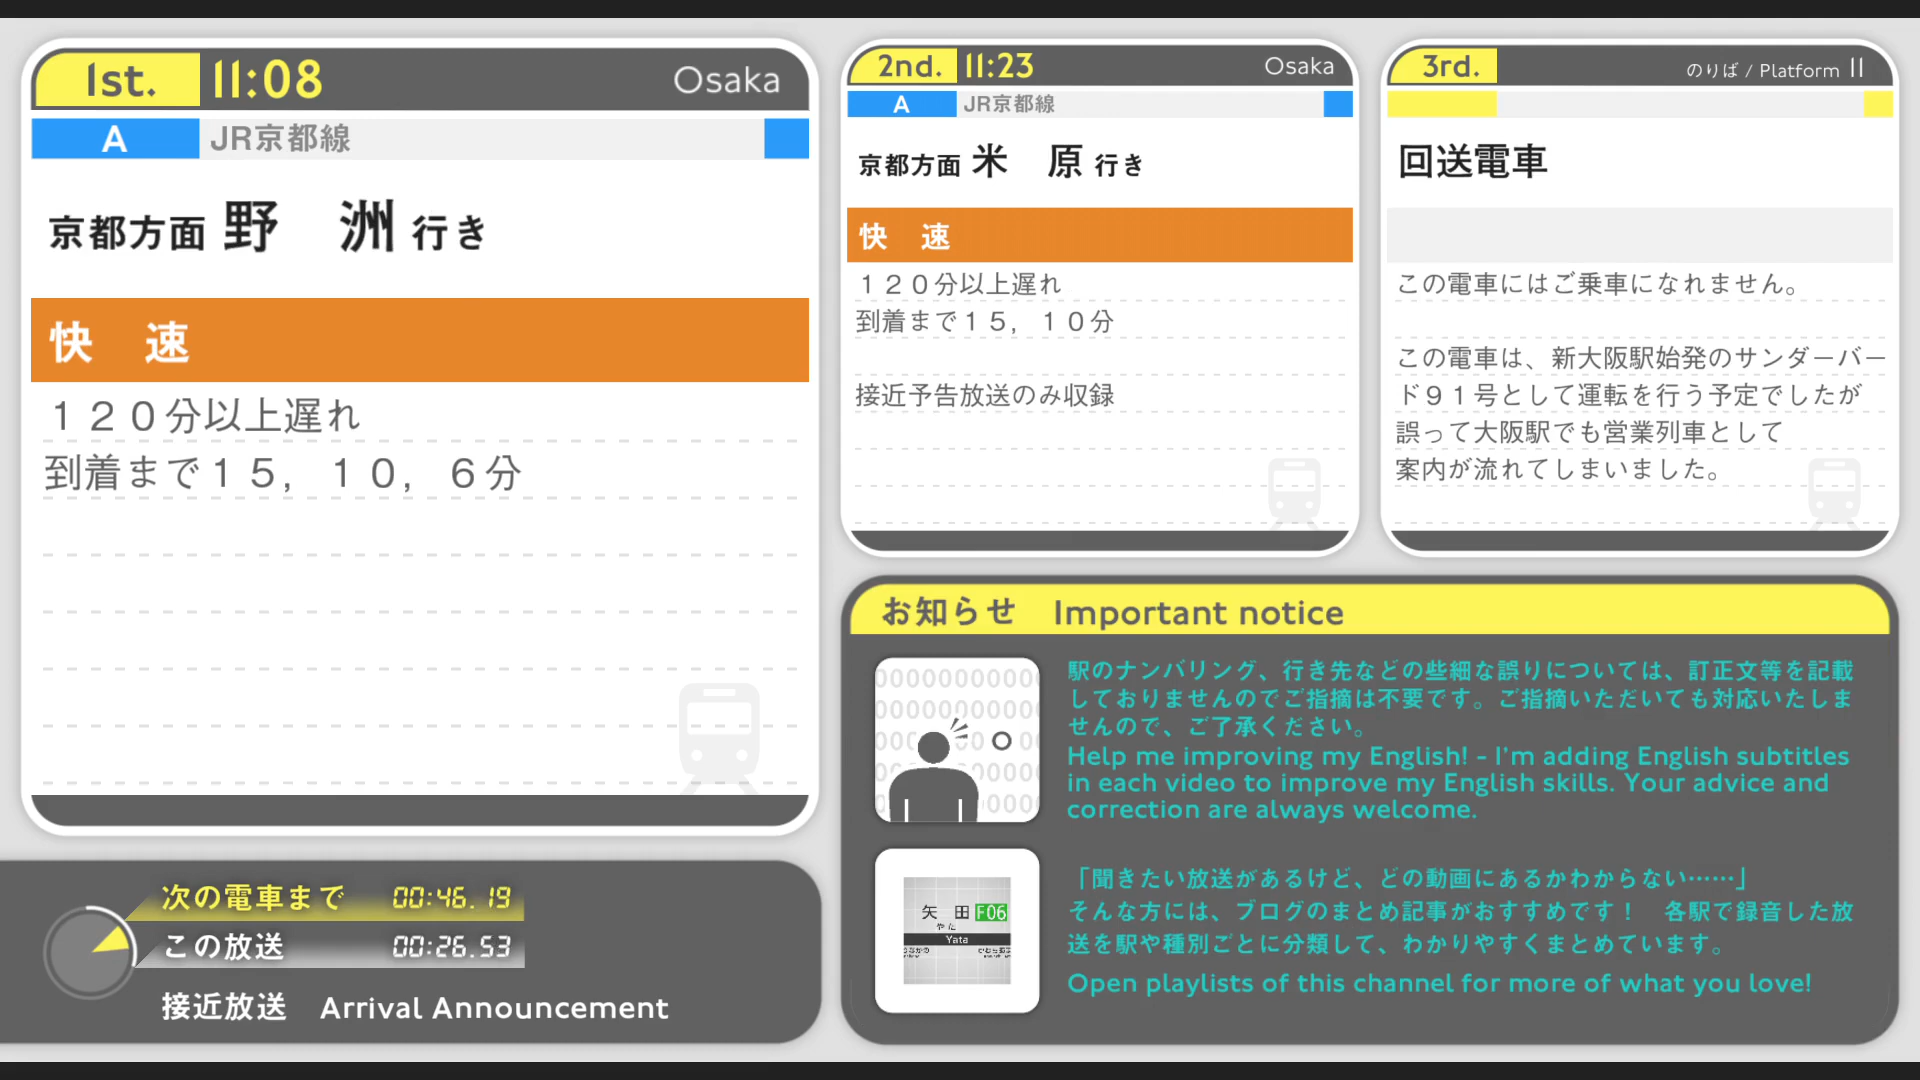 1st. 11:08 Osaka
A JR京都線
京都方面 野　洲 行き
快　速
１２０分以上遅れ
到着まで１５，１０，６分
2nd. 11:23 Osaka
A JR京都線
京都方面 米　原 行き
快　速
１２０分以上遅れ
到着まで１５，１０分
接近予告放送のみ収録
3rd. のりば / Platform 11
回送電車
この電車にはご乗車になれません。
この電車は、新大阪駅始発のサンダーバー
ド９１号として運転を行う予定でしたが
誤って大阪駅でも営業列車として
案内が流れてしまいました。
次の電車まで 00:46.19
この放送 00:26.53
接近放送　Arrival Announcement
お知らせ　Important notice
駅のナンバリング、行き先などの些細な誤りについては、訂正文等を記載
しておりませんのでご指摘は不要です。ご指摘いただいても対応いたしま
せんので、ご了承ください。
Help me improving my English! - I'm adding English subtitles
in each video to improve my English skills. Your advice and
correction are always welcome.
矢　田 F06
やた
Yata
「聞きたい放送があるけど、どの動画にあるかわからない……」
そんな方には、ブログのまとめ記事がおすすめです！　各駅で録音した放
送を駅や種別ごとに分類して、わかりやすくまとめています。
Open playlists of this channel for more of what you love!